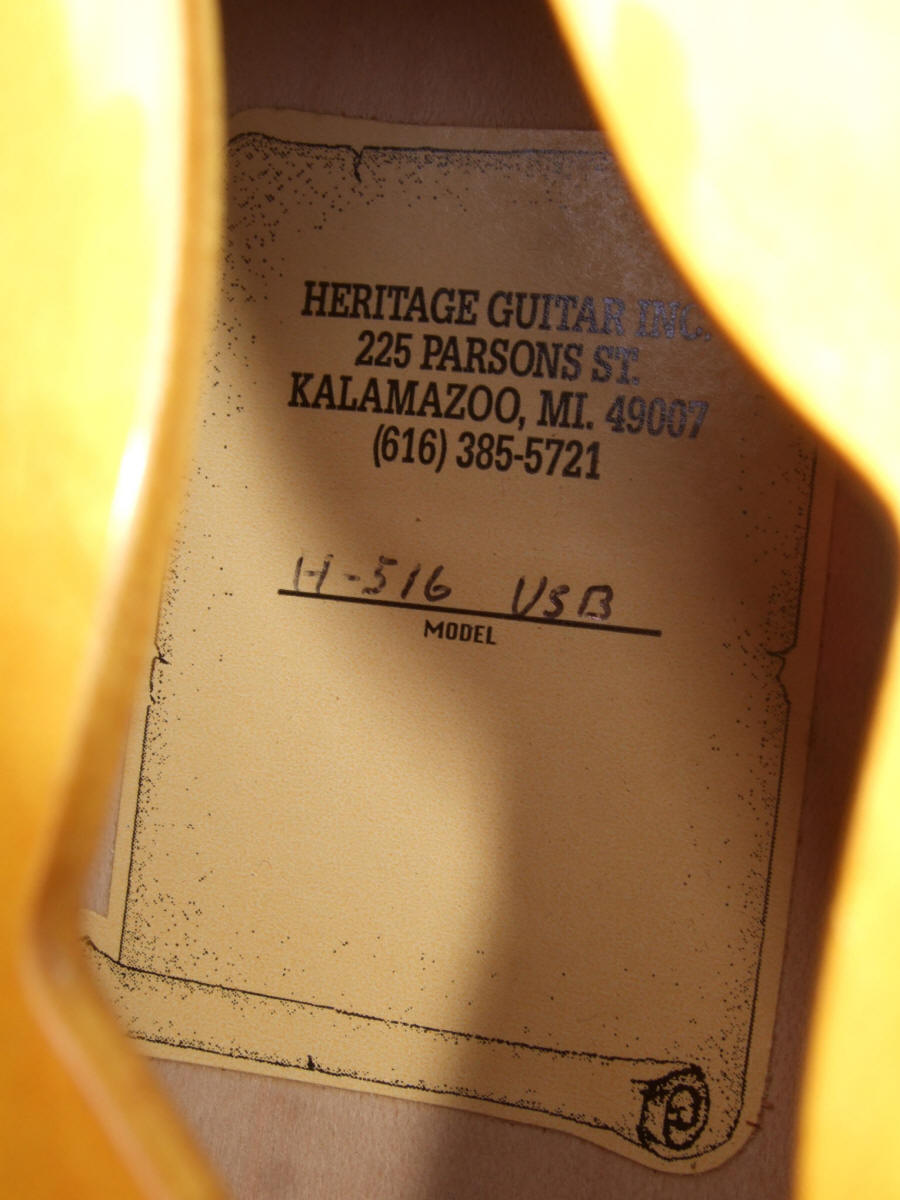 HERITAGE GUITAR INC.
225 PARSONS ST.
KALAMAZOO, MI. 49007
(616) 385-5721
H-516 VSB
MODEL